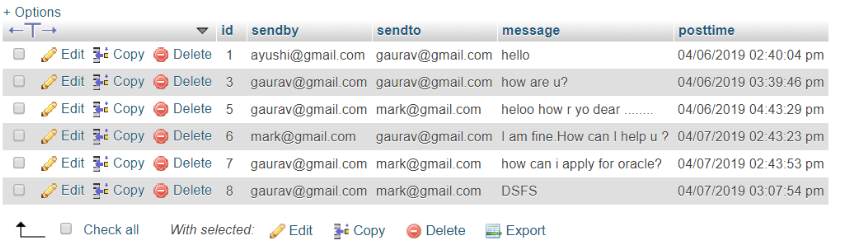 + Options
id sendby sendto message posttime
Edit Copy Delete 1 ayushi@gmail.com gaurav@gmail.com hello 04/06/2019 02:40:04 pm
Edit Copy Delete 3 gaurav@gmail.com gaurav@gmail.com how are u? 04/06/2019 03:39:46 pm
Edit Copy Delete 5 gaurav@gmail.com mark@gmail.com heloo how r yo dear ........ 04/06/2019 04:43:29 pm
Edit Copy Delete 6 mark@gmail.com gaurav@gmail.com I am fine.How can I help u ? 04/07/2019 02:43:23 pm
Edit Copy Delete 7 gaurav@gmail.com mark@gmail.com how can i apply for oracle? 04/07/2019 02:43:53 pm
Edit Copy Delete 8 gaurav@gmail.com mark@gmail.com DSFS 04/07/2019 03:07:54 pm
Check all With selected: Edit Copy Delete Export